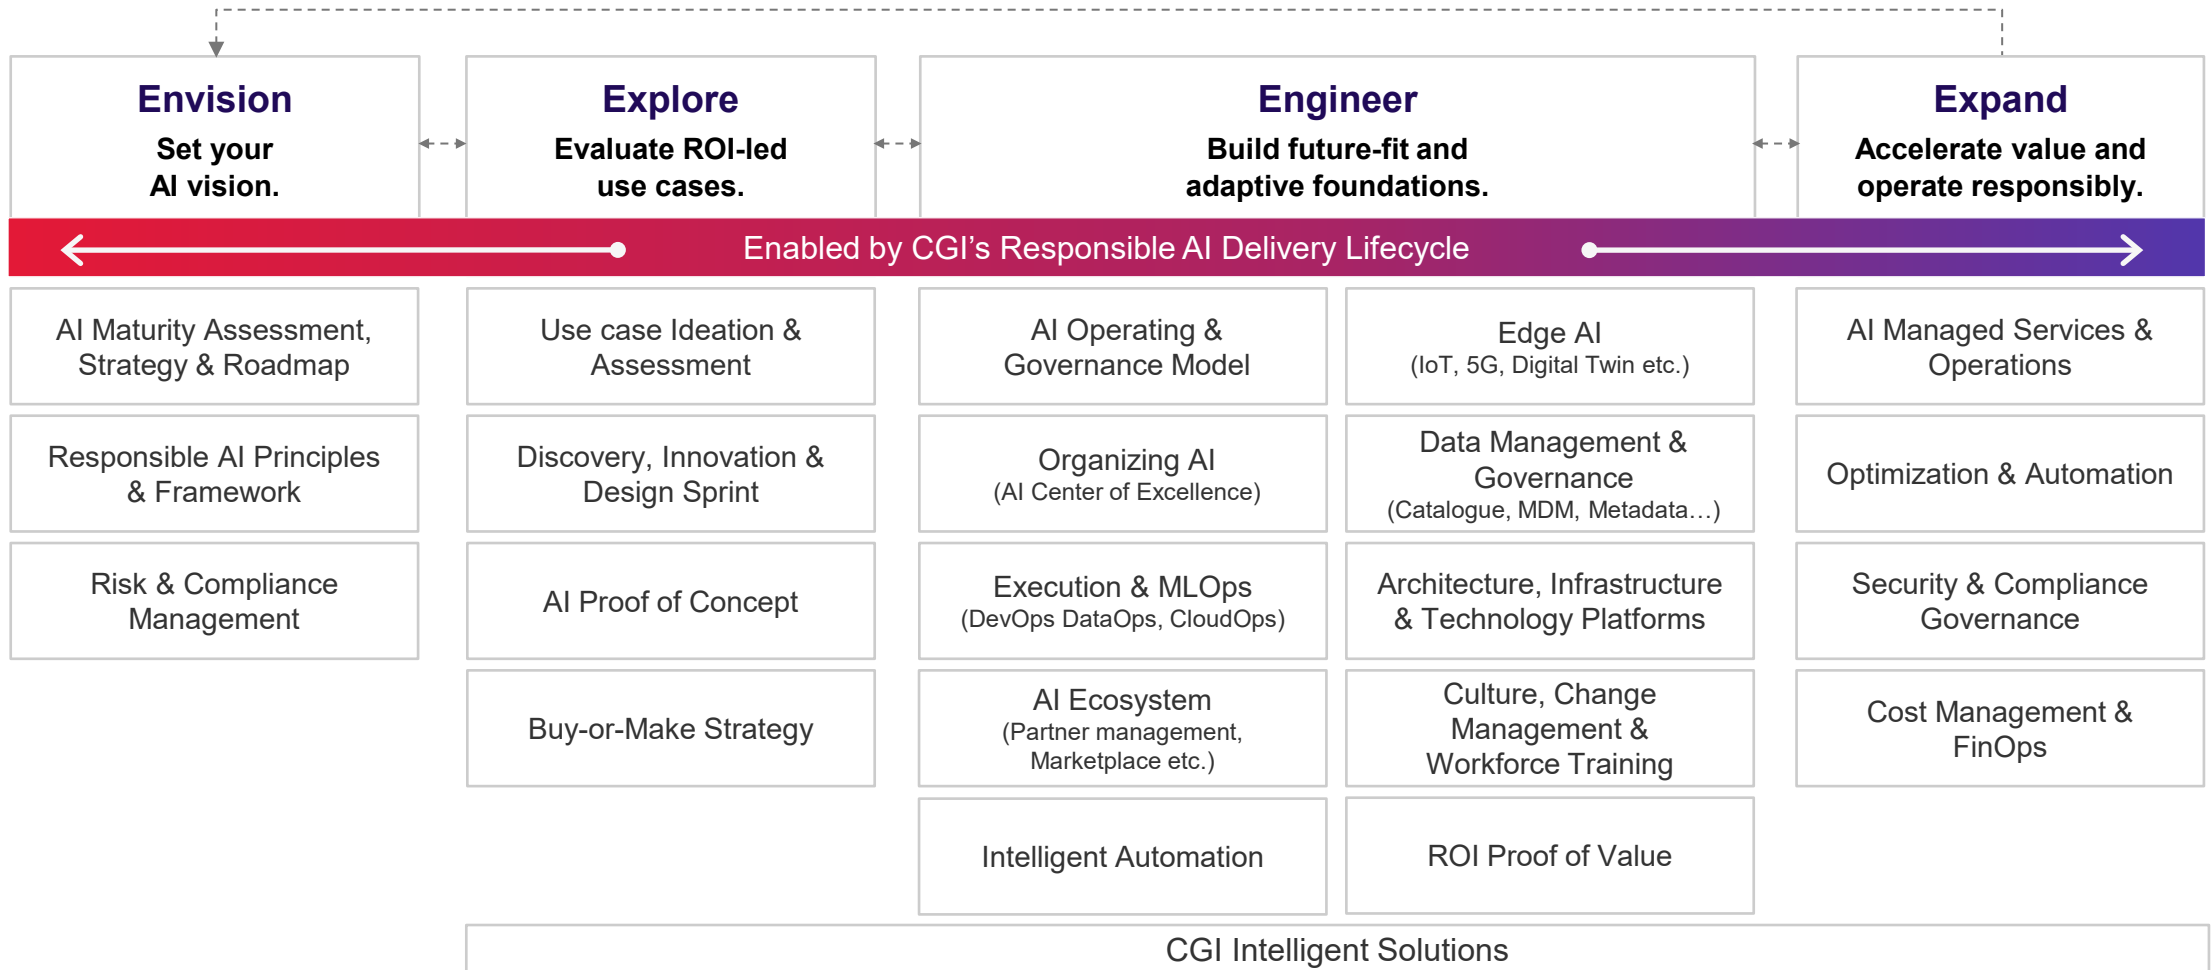 Envision
Set your
AI vision.
Explore
Evaluate ROI-led
use cases.
Engineer
Build future-fit and
adaptive foundations.
Expand
Accelerate value and
operate responsibly.
Enabled by CGI’s Responsible AI Delivery Lifecycle
AI Maturity Assessment,
Strategy & Roadmap
Responsible AI Principles
& Framework
Risk & Compliance
Management
Use case Ideation &
Assessment
Discovery, Innovation &
Design Sprint
AI Proof of Concept
Buy-or-Make Strategy
AI Operating &
Governance Model
Organizing AI
(AI Center of Excellence)
Execution & MLOps
(DevOps DataOps, CloudOps)
AI Ecosystem
(Partner management,
Marketplace etc.)
Intelligent Automation
Edge AI
(IoT, 5G, Digital Twin etc.)
Data Management &
Governance
(Catalogue, MDM, Metadata…)
Architecture, Infrastructure
& Technology Platforms
Culture, Change
Management &
Workforce Training
ROI Proof of Value
AI Managed Services &
Operations
Optimization & Automation
Security & Compliance
Governance
Cost Management &
FinOps
CGI Intelligent Solutions